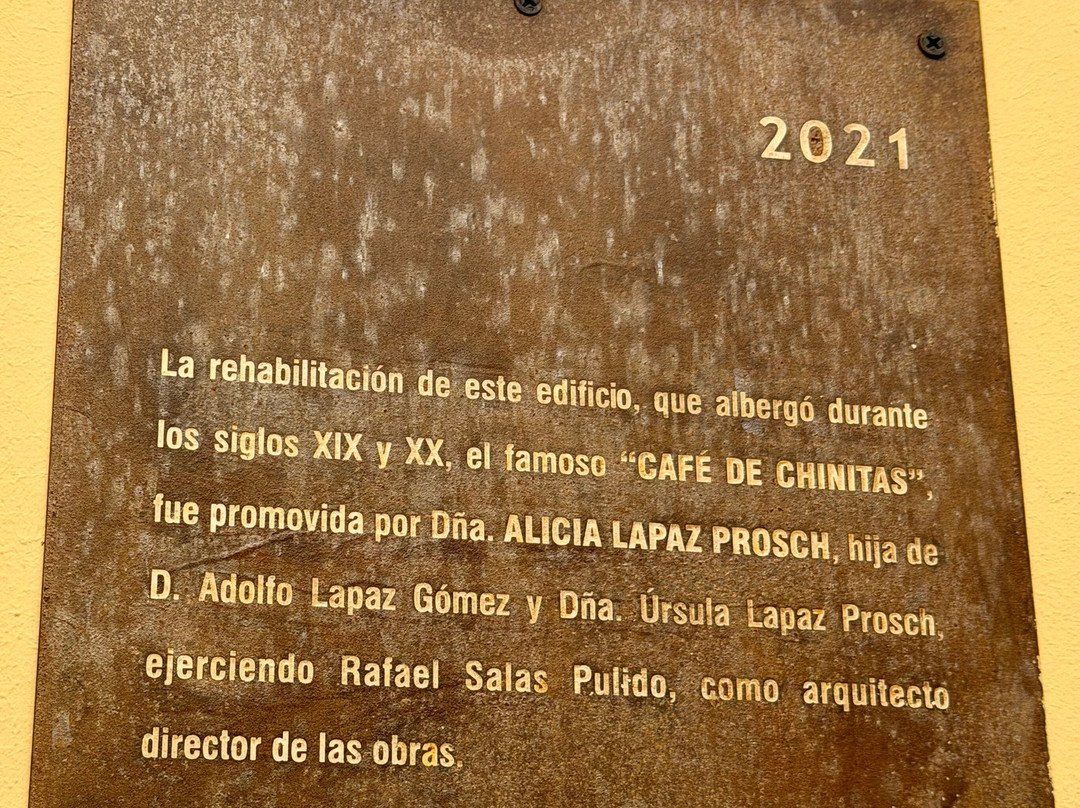 2021
La rehabilitación de este edificio, que albergó durante
los siglos XIX y XX, el famoso “CAFÉ DE CHINITAS”,
fue promovida por Dña. ALICIA LAPAZ PROSCH, hija de
D. Adolfo Lapaz Gómez y Dña. Úrsula Lapaz Prosch,
ejerciendo Rafael Salas Pulido, como arquitecto
director de las obras.